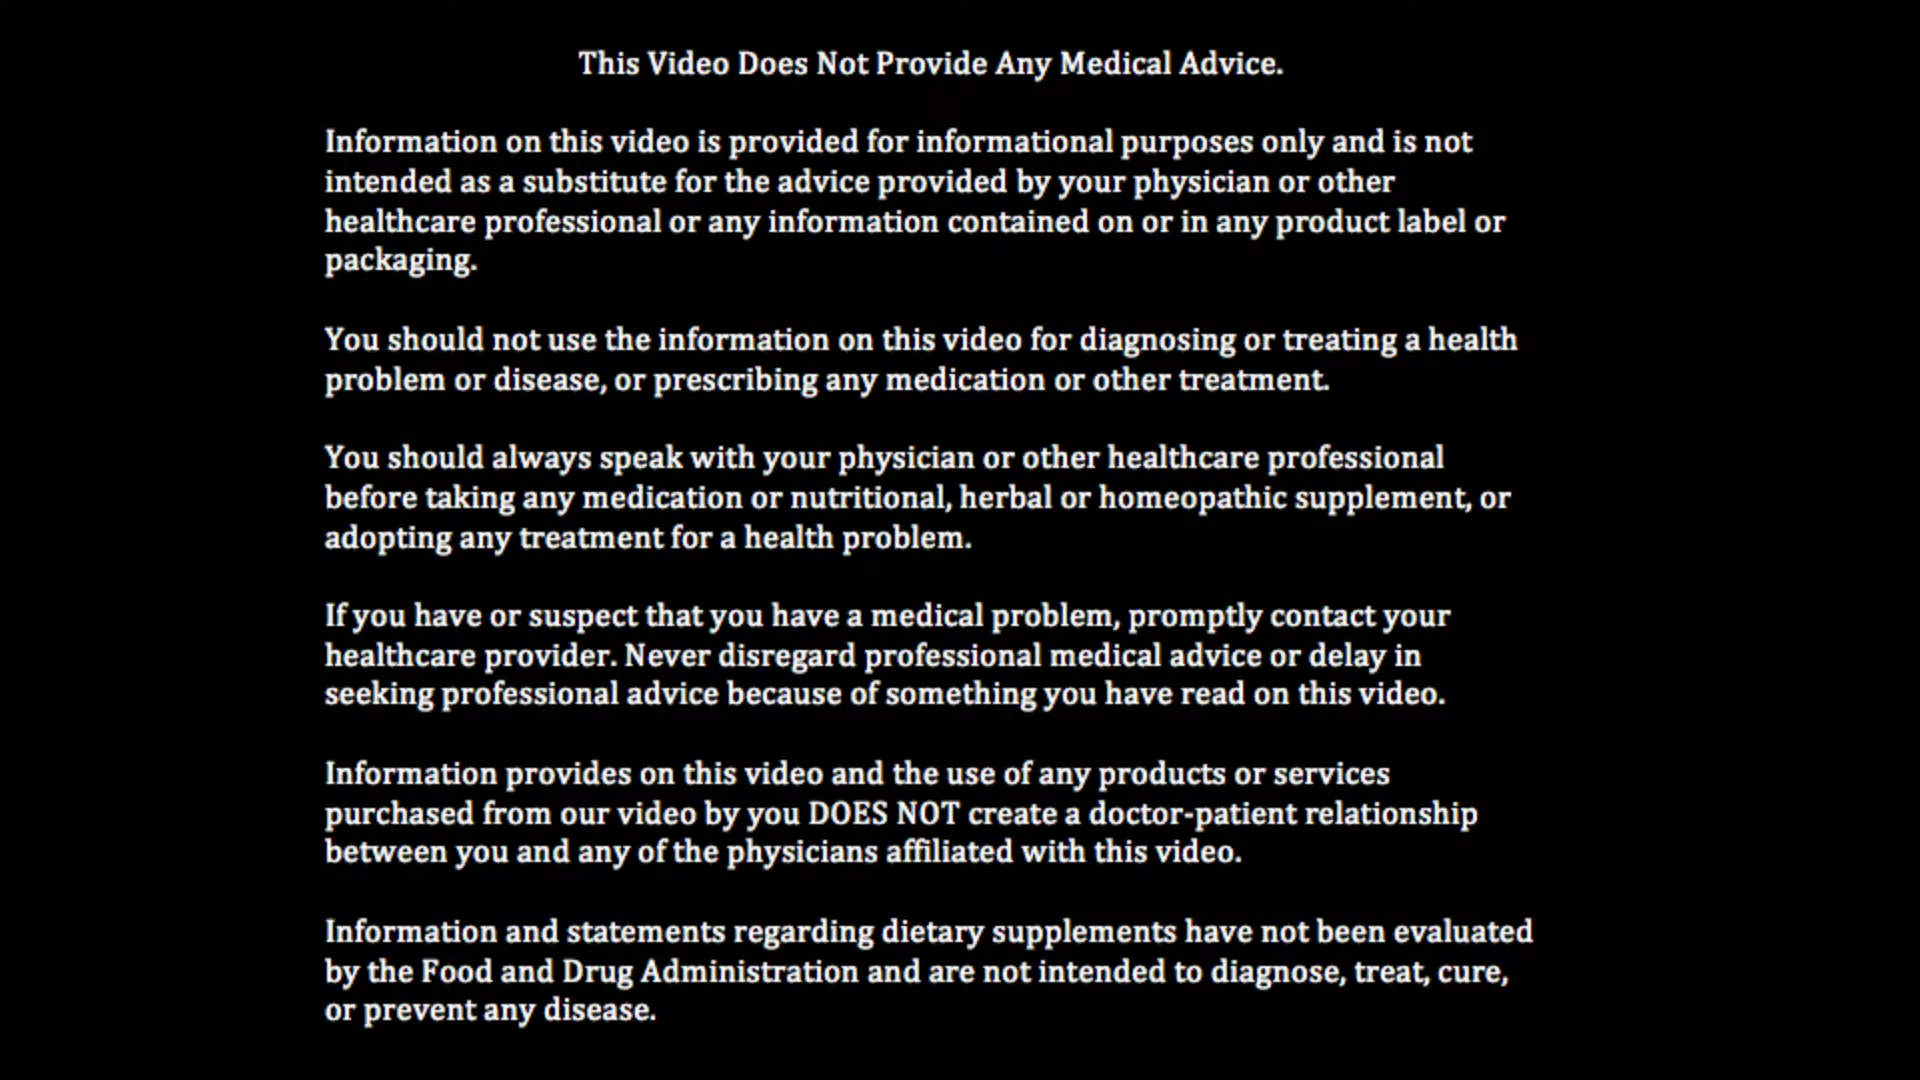 This Video Does Not Provide Any Medical Advice.
Information on this video is provided for informational purposes only and is not
intended as a substitute for the advice provided by your physician or other
healthcare professional or any information contained on or in any product label or
packaging.
You should not use the information on this video for diagnosing or treating a health
problem or disease, or prescribing any medication or other treatment.
You should always speak with your physician or other healthcare professional
before taking any medication or nutritional, herbal or homeopathic supplement, or
adopting any treatment for a health problem.
If you have or suspect that you have a medical problem, promptly contact your
healthcare provider. Never disregard professional medical advice or delay in
seeking professional advice because of something you have read on this video.
Information provides on this video and the use of any products or services
purchased from our video by you DOES NOT create a doctor-patient relationship
between you and any of the physicians affiliated with this video.
Information and statements regarding dietary supplements have not been evaluated
by the Food and Drug Administration and are not intended to diagnose, treat, cure,
or prevent any disease.